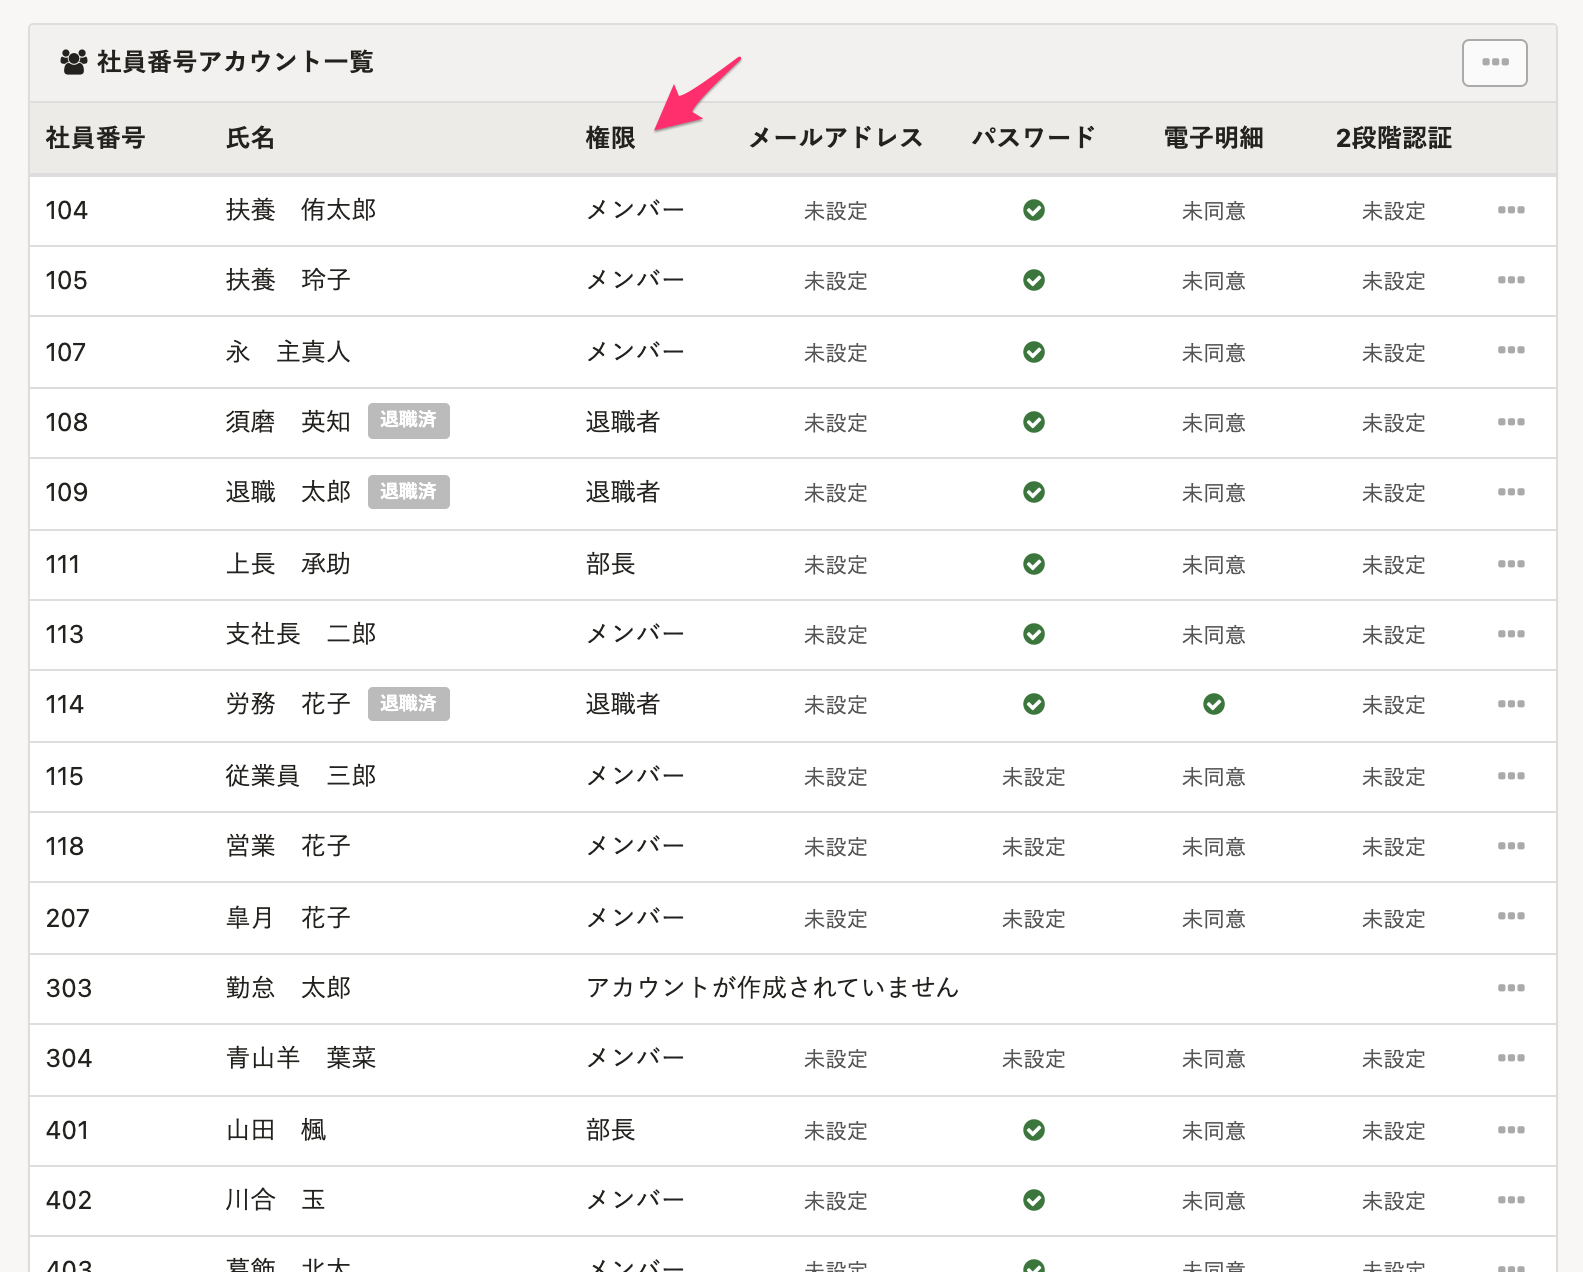 社員番号アカウント一覧
社員番号 氏名 権限 メールアドレス パスワード 電子明細 2段階認証
104 扶養　侑太郎 メンバー 未設定 未同意 未設定
105 扶養　玲子 メンバー 未設定 未同意 未設定
107 永　主真人 メンバー 未設定 未同意 未設定
108 須磨　英知 退職済 退職者 未設定 未同意 未設定
109 退職　太郎 退職済 退職者 未設定 未同意 未設定
111 上長　承助 部長 未設定 未同意 未設定
113 支社長　二郎 メンバー 未設定 未同意 未設定
114 労務　花子 退職済 退職者 未設定 未設定
115 従業員　三郎 メンバー 未設定 未設定 未同意 未設定
118 営業　花子 メンバー 未設定 未設定 未同意 未設定
207 皐月　花子 メンバー 未設定 未設定 未同意 未設定
303 勤怠　太郎 アカウントが作成されていません
304 青山羊　葉菜 メンバー 未設定 未設定 未同意 未設定
401 山田　楓 部長 未設定 未同意 未設定
402 川合　玉 メンバー 未設定 未同意 未設定
403 葛飾　北大 メンバー 未設定 未同意 未設定